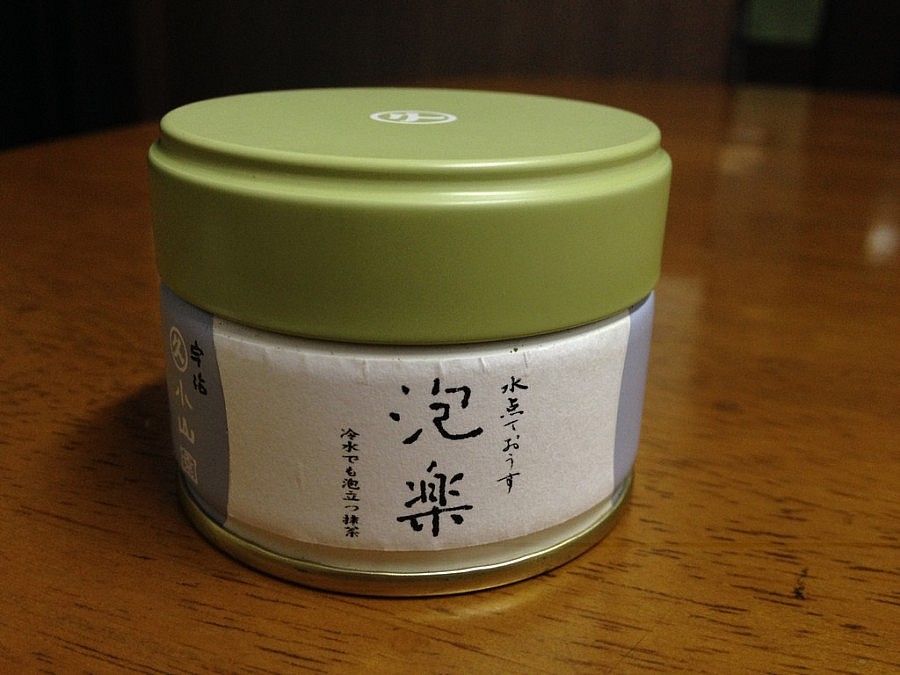 水点ておうす
泡楽
冷水でも泡立つ抹茶
宇治
久
小山園